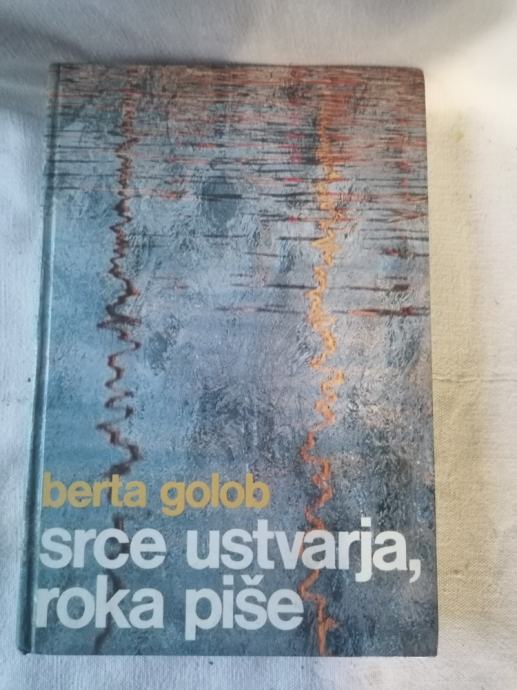 berta golob
srce ustvarja,
roka piše